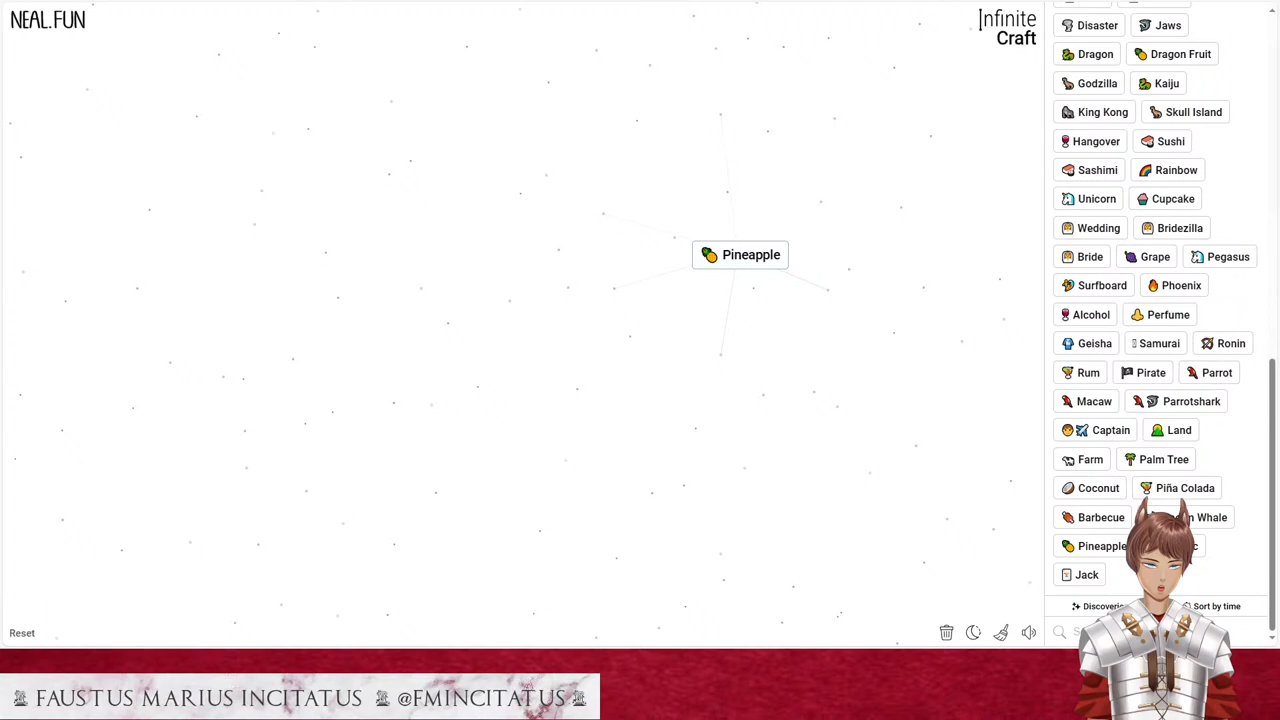 NEAL.FUN
Infinite
Craft
Disaster Jaws
Dragon Dragon Fruit
Godzilla Kaiju
King Kong Skull Island
Hangover Sushi
Sashimi Rainbow
Unicorn Cupcake
Wedding Bridezilla
Pineapple
Bride Grape Pegasus
Surfboard Phoenix
Alcohol Perfume
Geisha Samurai Ronin
Rum Pirate Parrot
Macaw Parrotshark
Captain Land
Farm Palm Tree
Coconut Piña Colada
Barbecue Whale
Pineapple
Jack
Sort by time
Reset
FAUSTUS MARIUS INCITATUS @FMINCITATUS